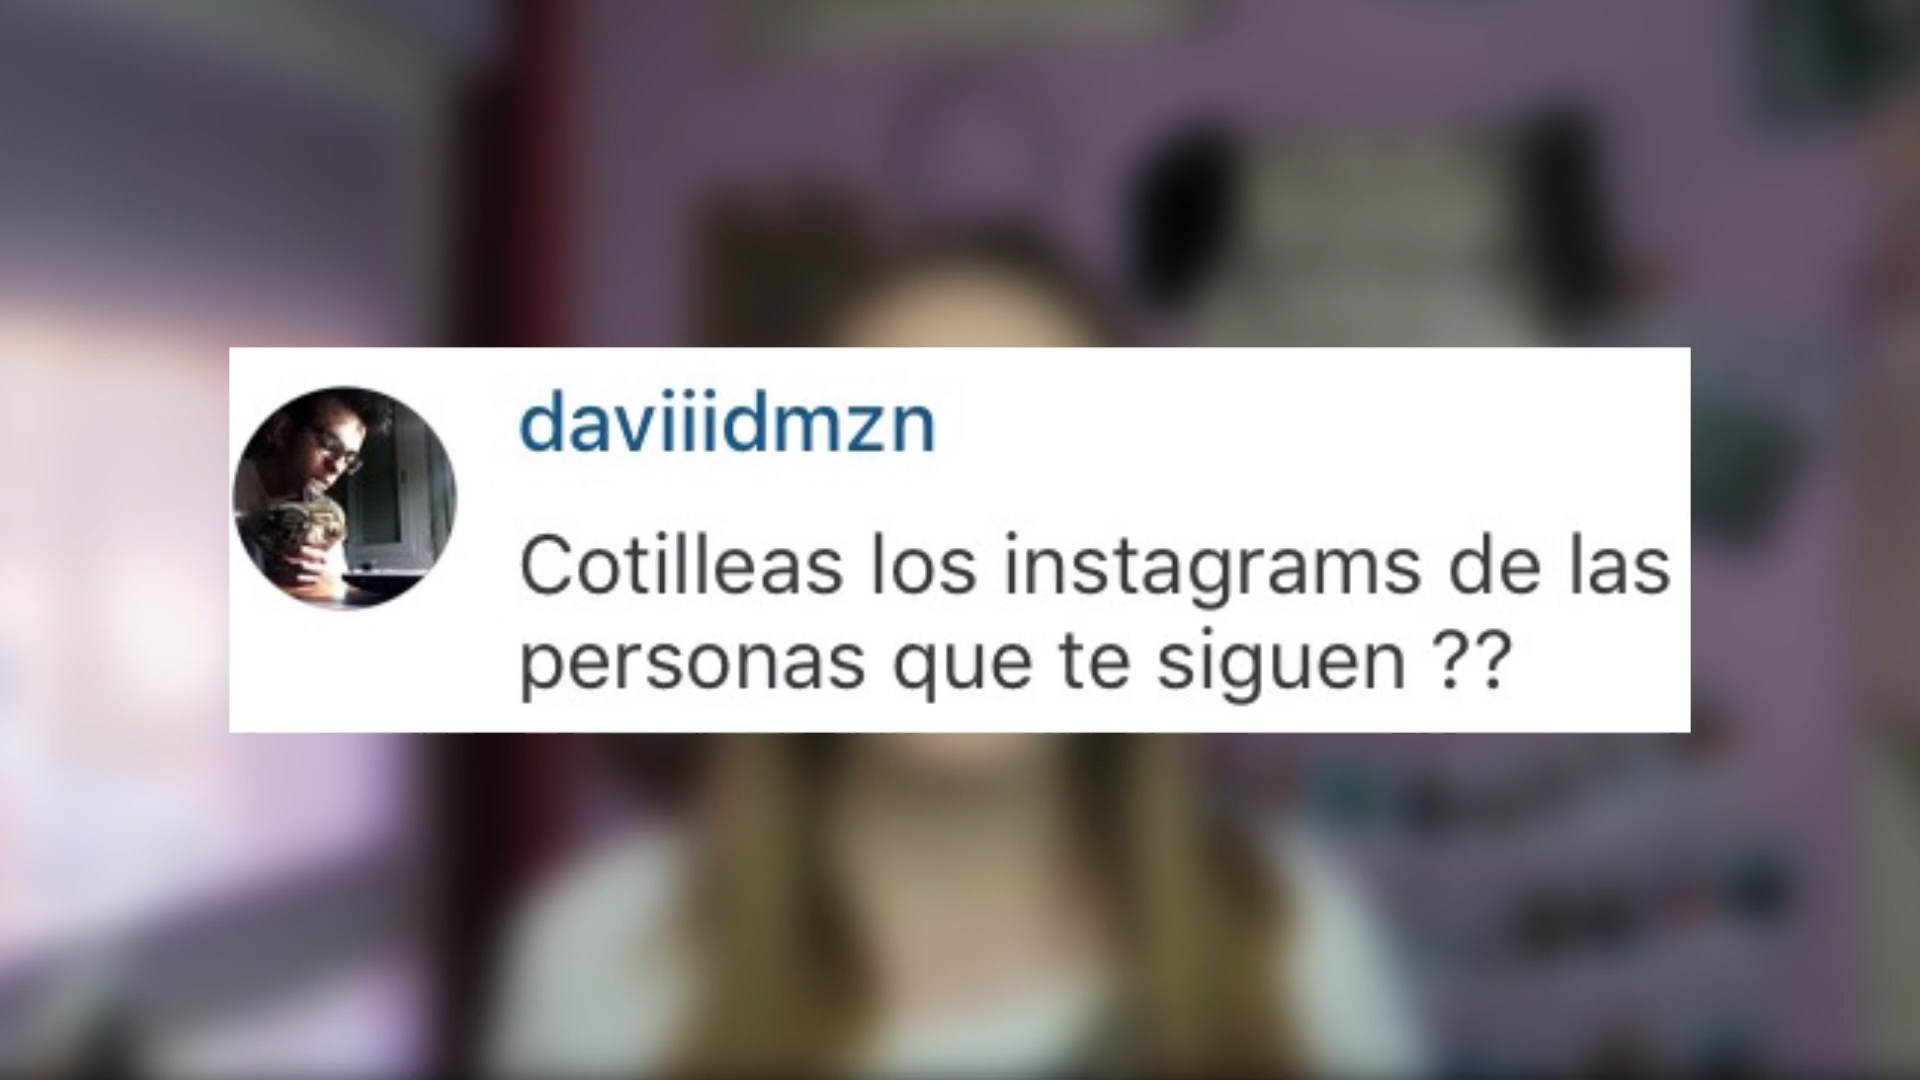 daviiidmzn
Cotilleas los instagrams de las
personas que te siguen ??